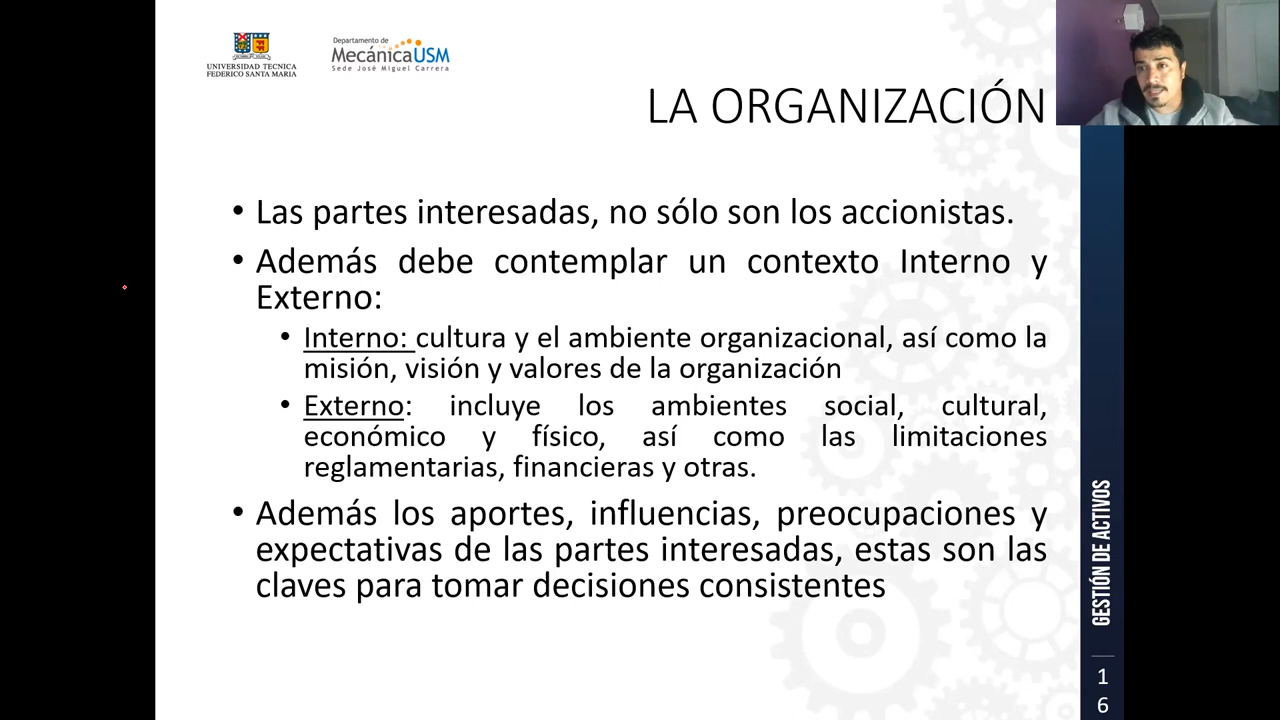 UNIVERSIDAD TECNICA
FEDERICO SANTA MARIA
Departamento de
MecánicaUSM
Sede José Miguel Carrera
LA ORGANIZACIÓN
• Las partes interesadas, no sólo son los accionistas.
• Además debe contemplar un contexto Interno y
Externo:
• Interno: cultura y el ambiente organizacional, así como la
misión, visión y valores de la organización
• Externo: incluye los ambientes social, cultural,
económico y físico, así como las limitaciones
reglamentarias, financieras y otras.
• Además los aportes, influencias, preocupaciones y
expectativas de las partes interesadas, estas son las
claves para tomar decisiones consistentes
GESTIÓN DE ACTIVOS
1
6